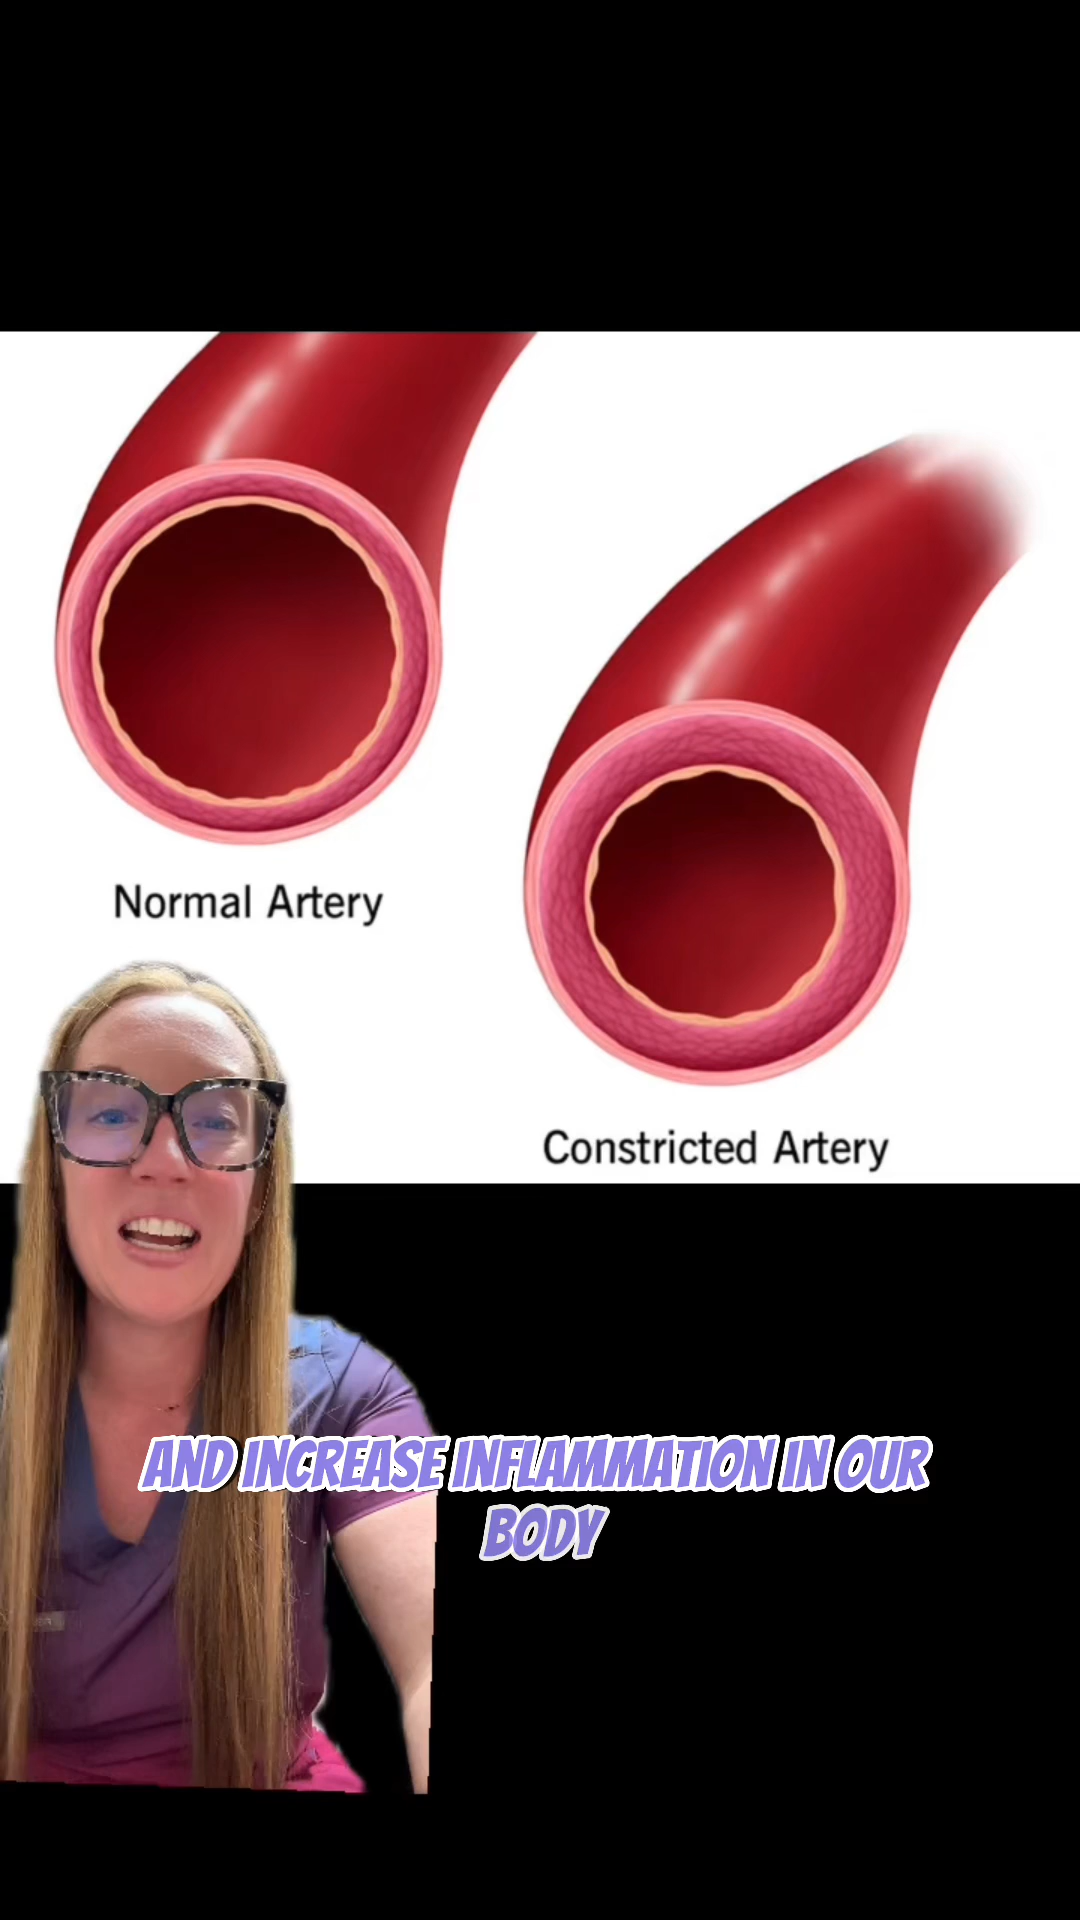 Normal Artery
Constricted Artery
AND INCREASE INFLAMMATION IN OUR
BODY